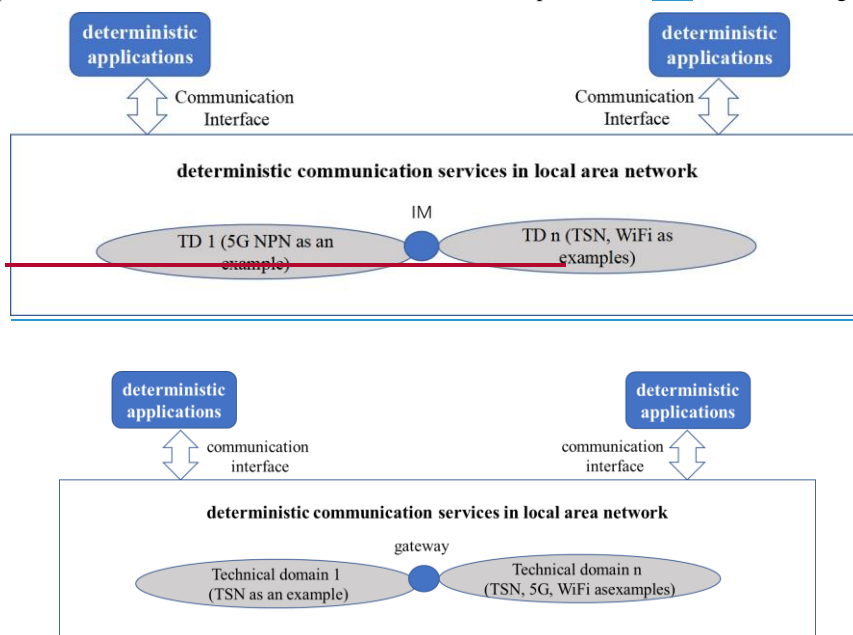 deterministic
applications
deterministic
applications
Communication
Interface
Communication
Interface
deterministic communication services in local area network
IM
TD 1 (5G NPN as an
example)
TD n (TSN, WiFi as
examples)
deterministic
applications
deterministic
applications
communication
interface
communication
interface
deterministic communication services in local area network
gateway
Technical domain 1
(TSN as an example)
Technical domain n
(TSN, 5G, WiFi asexamples)